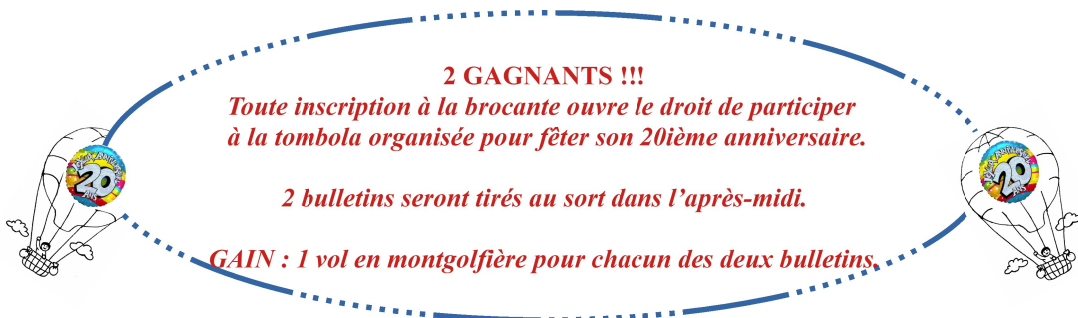 2 GAGNANTS !!!
Toute inscription à la brocante ouvre le droit de participer
à la tombola organisée pour fêter son 20ième anniversaire.
2 bulletins seront tirés au sort dans l'après-midi.
GAIN : 1 vol en montgolfière pour chacun des deux bulletins.
20
ANS
20
ANS